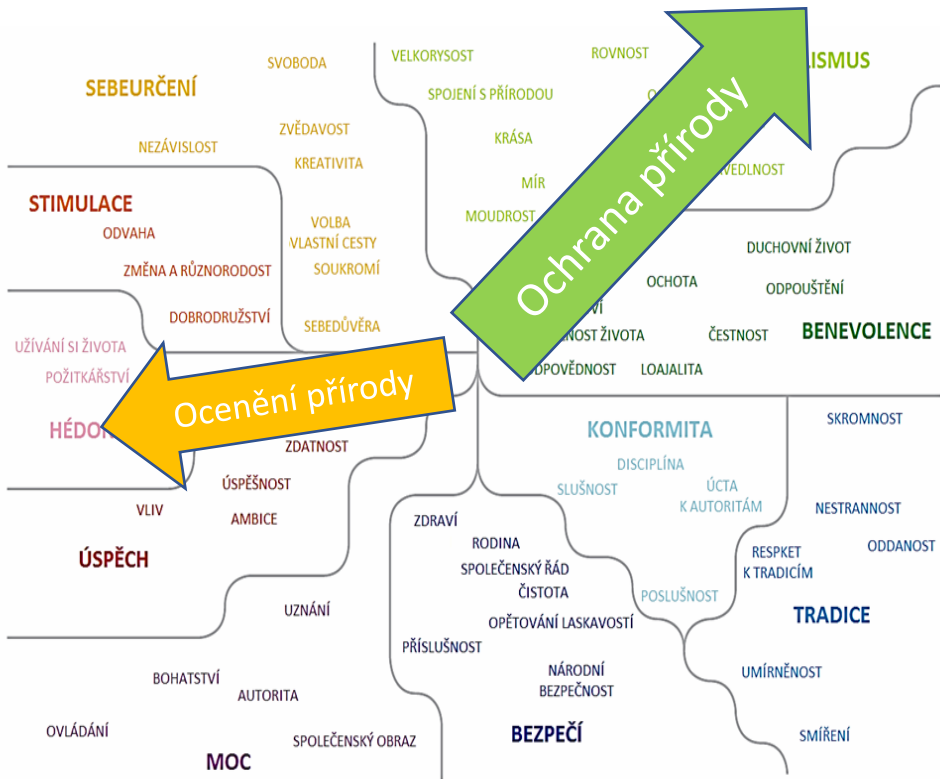 SEBEURČENÍ
SVOBODA
ZVĚDAVOST
NEZÁVISLOST
KREATIVITA
VOLBA
VLASTNÍ CESTY
SOUKROMÍ
SEBEDŮVĚRA
STIMULACE
ODVAHA
ZMĚNA A RŮZNORODOST
DOBRODRUŽSTVÍ
UŽÍVÁNÍ SI ŽIVOTA
POŽITKÁŘSTVÍ
HÉDON
Ocenění přírody
VELKORYSOST
ROVNOST
LISMUS
SPOJENÍ S PŘÍRODOU
KRÁSA
MÍR
VEDLNOST
MOUDROST
Ochrana přírody
DUCHOVNÍ ŽIVOT
OCHOTA
ODPOUŠTĚNÍ
VÍ
NOST ŽIVOTA
ČESTNOST
BENEVOLENCE
DPOVĚDNOST
LOAJALITA
ZDATNOST
ÚSPĚŠNOST
VLIV
AMBICE
ÚSPĚCH
KONFORMITA
DISCIPLÍNA
SLUŠNOST
ÚCTA
K AUTORITÁM
POSLUŠNOST
SKROMNOST
NESTRANNOST
ODDANOST
RESPKET
K TRADICÍM
TRADICE
UMÍRNĚNOST
SMÍŘENÍ
ZDRAVÍ
RODINA
SPOLEČENSKÝ ŘÁD
ČISTOTA
OPĚTOVÁNÍ LASKAVOSTÍ
PŘÍSLUŠNOST
NÁRODNÍ
BEZPEČNOST
BEZPEČÍ
UZNÁNÍ
BOHATSTVÍ
AUTORITA
OVLÁDÁNÍ
SPOLEČENSKÝ OBRAZ
MOC